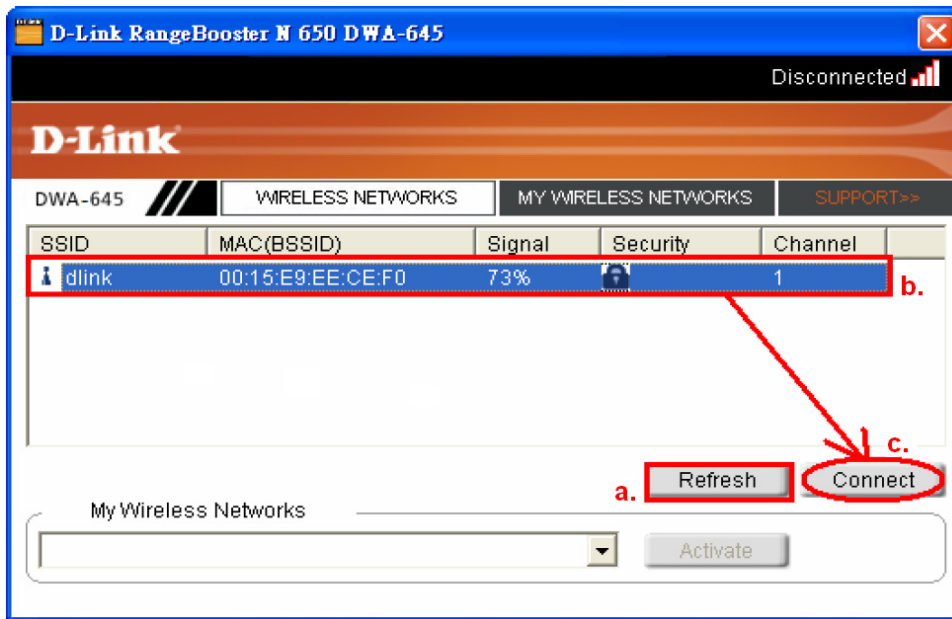 D-Link RangeBooster N 650 DWA-645
Disconnected
D-Link
DWA-645 WIRELESS NETWORKS MY WIRELESS NETWORKS SUPPORT>>
SSID MAC(BSSID) Signal Security Channel
dlink 00:15:E9:EE:CE:F0 73% 1 b.
c.
a. Refresh Connect
My Wireless Networks
Activate